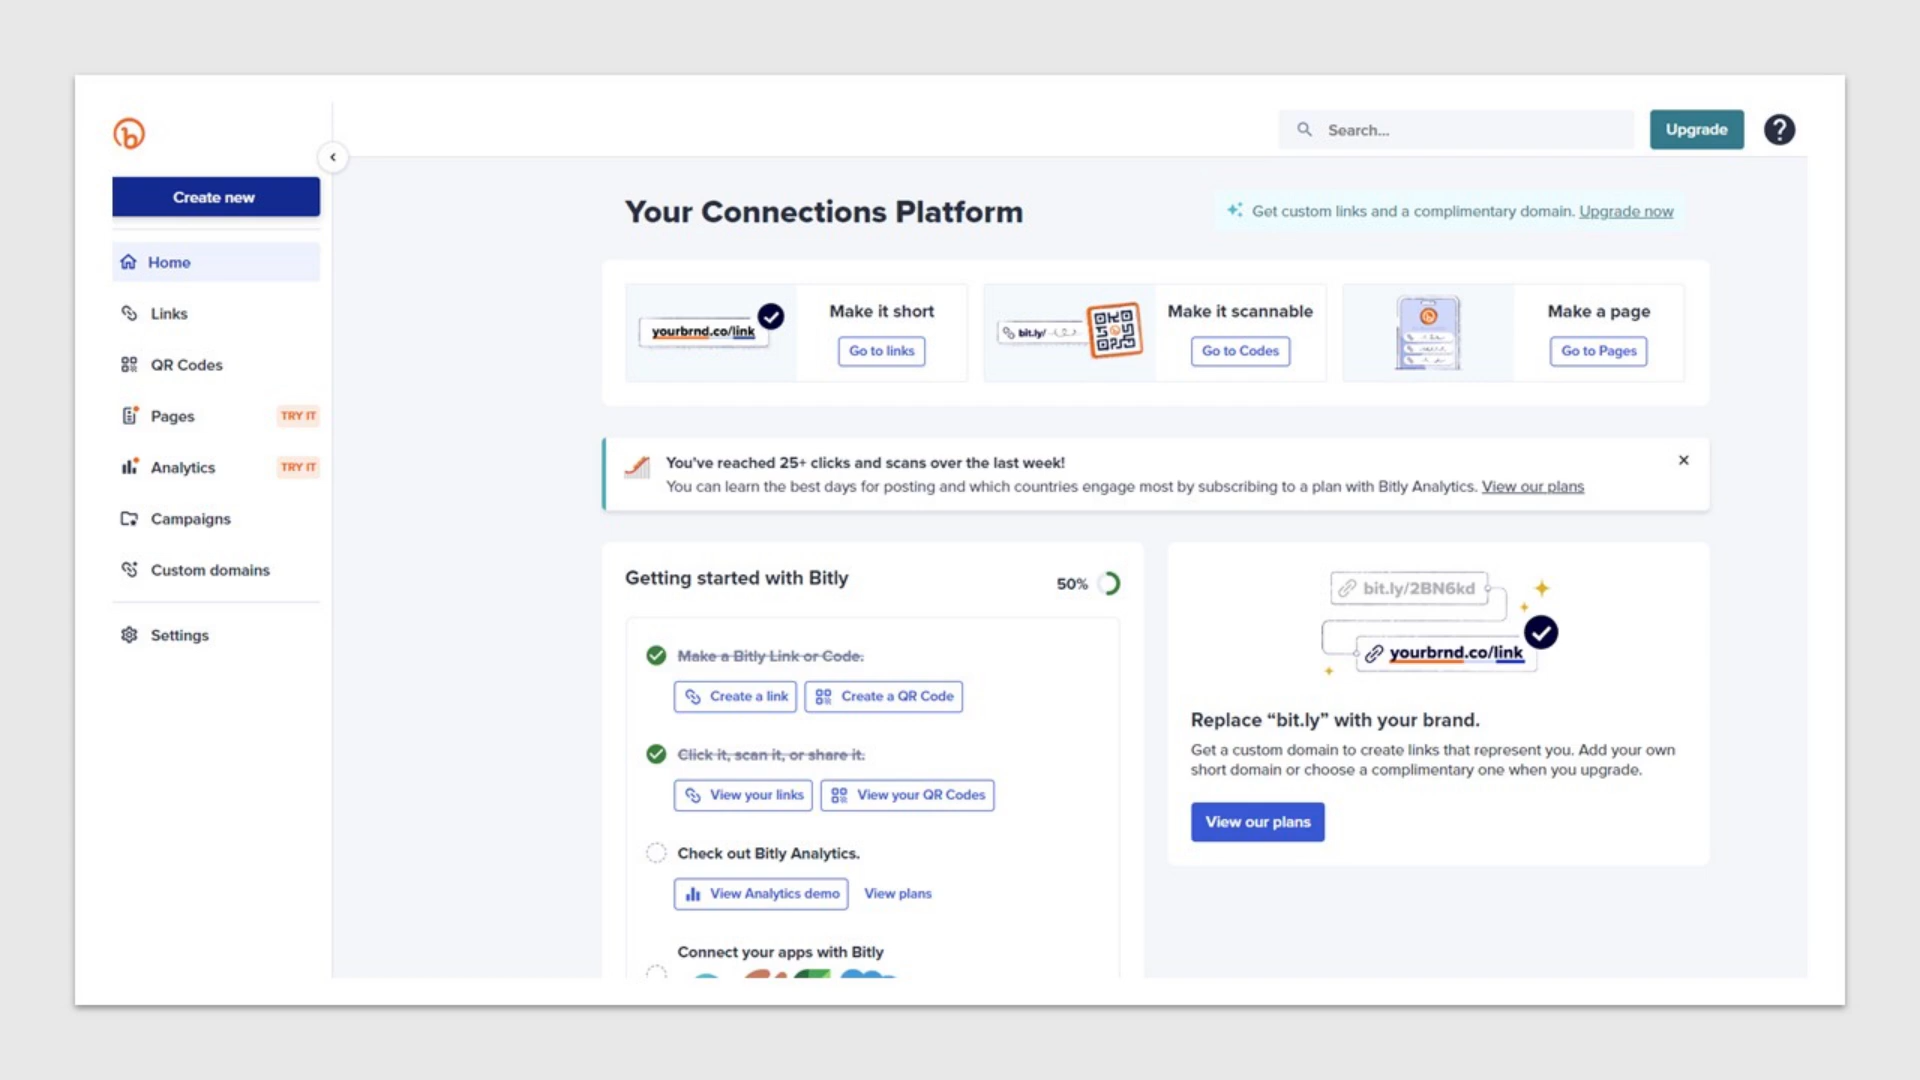 Search...
Upgrade
?
Create new
Home
Links
QR Codes
Pages TRY IT
Analytics TRY IT
Campaigns
Custom domains
Settings
Your Connections Platform
Get custom links and a complimentary domain. Upgrade now
yourbrnd.co/link
Make it short
Go to links
bit.ly/
Make it scannable
Go to Codes
Make a page
Go to Pages
You've reached 25+ clicks and scans over the last week!
You can learn the best days for posting and which countries engage most by subscribing to a plan with Bitly Analytics. View our plans
Getting started with Bitly 50%
Make a Bitly Link or Code.
Create a link Create a QR Code
Click it, scan it, or share it.
View your links View your QR Codes
Check out Bitly Analytics.
View Analytics demo View plans
Connect your apps with Bitly
bit.ly/2BN6kd
yourbrnd.co/link
Replace “bit.ly” with your brand.
Get a custom domain to create links that represent you. Add your own
short domain or choose a complimentary one when you upgrade.
View our plans